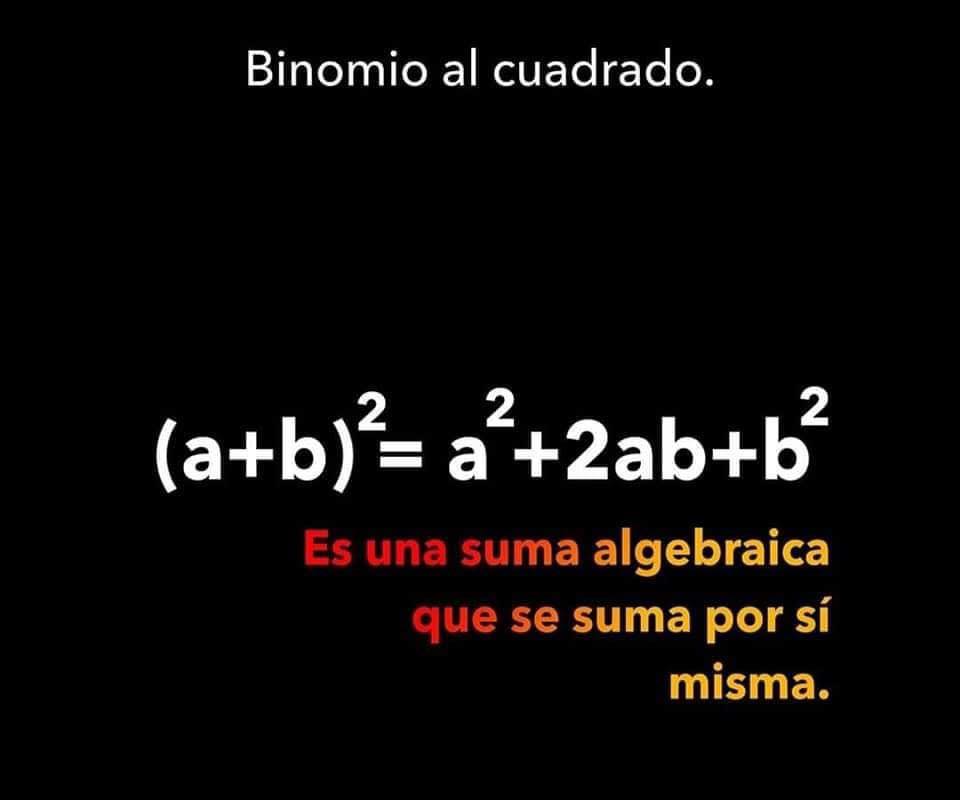 Binomio al cuadrado.
(a+b)²= a²+2ab+b²
Es una suma algebraica
que se suma por sí
misma.